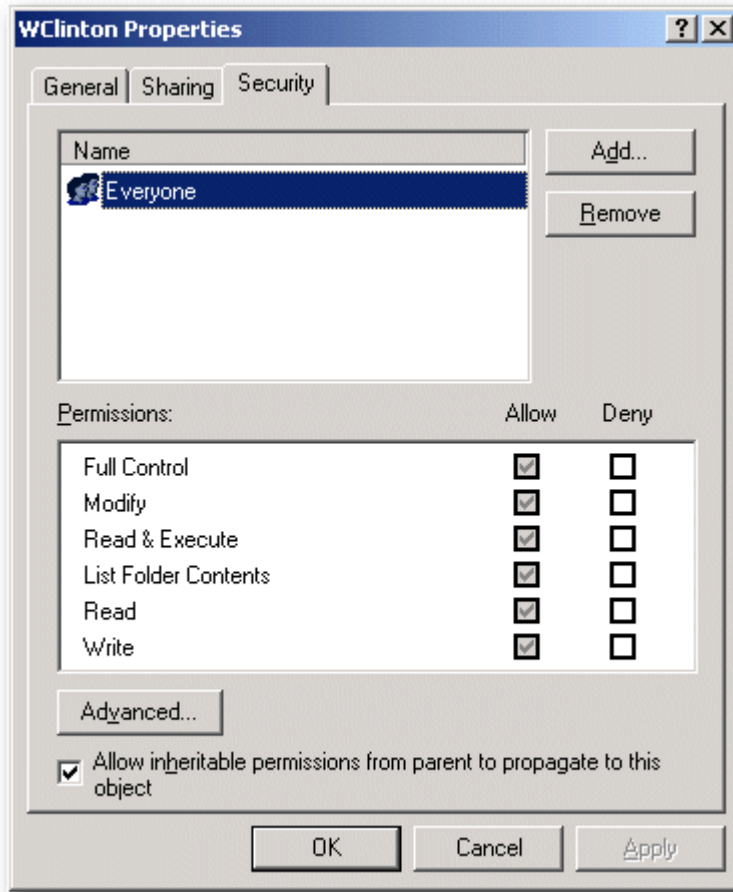 WClinton Properties
General Sharing Security
Name
Add...
Everyone
Remove
Permissions: Allow Deny
Full Control
Modify
Read & Execute
List Folder Contents
Read
Write
Advanced...
Allow inheritable permissions from parent to propagate to this
object
OK Cancel Apply